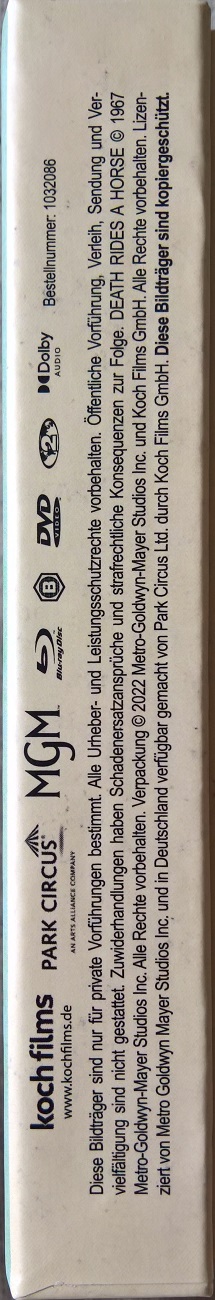 koch films
www.kochfilms.de
PARK CIRCUS
AN ARTS ALLIANCE COMPANY
MGM
Blu-ray Disc
B
DVD
VIDEO
2
Dolby
AUDIO
Bestellnummer: 1032086
Diese Bildträger sind nur für private Vorführungen bestimmt. Alle Urheber- und Leistungsschutzrechte vorbehalten. Öffentliche Vorführung, Verleih, Sendung und Ver-
vielfältigung sind nicht gestattet. Zuwiderhandlungen haben Schadenersatzansprüche und strafrechtliche Konsequenzen zur Folge. DEATH RIDES A HORSE © 1967
Metro-Goldwyn-Mayer Studios Inc. Alle Rechte vorbehalten. Verpackung © 2022 Metro-Goldwyn-Mayer Studios Inc. und Koch Films GmbH. Alle Rechte vorbehalten. Lizen-
ziert von Metro Goldwyn Mayer Studios Inc. und in Deutschland verfügbar gemacht von Park Circus Ltd. durch Koch Films GmbH. Diese Bildträger sind kopiergeschützt.